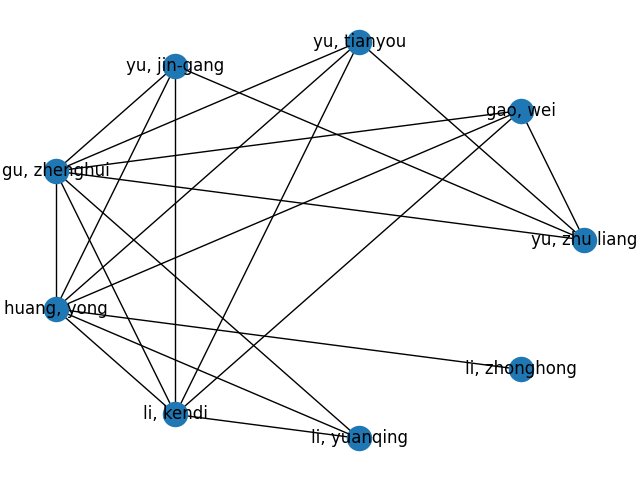 yu, tianyou
yu, jin-gang
gao, wei
gu, zhenghui
yu, zhu liang
huang, yong
li, zhonghong
li, kendi
li, yuanqing